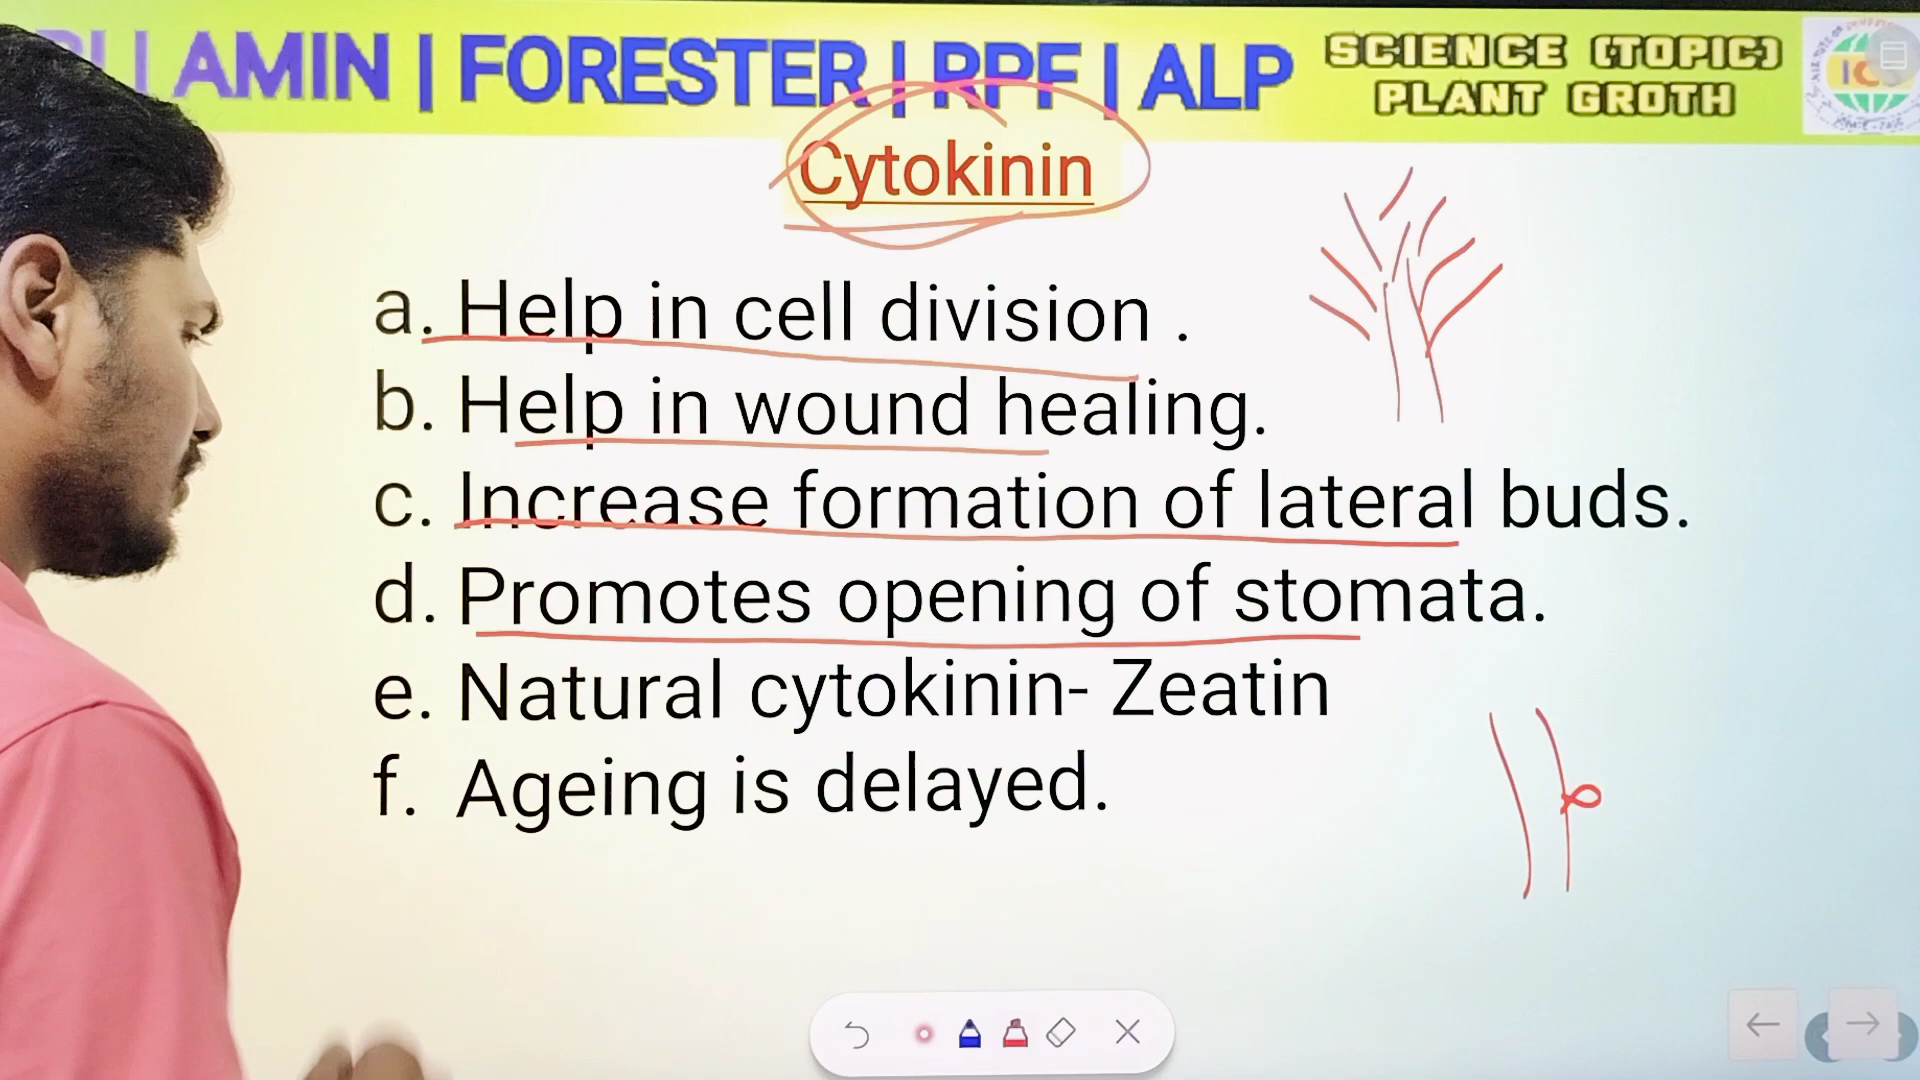 | AMIN | FORESTER | RPF | ALP
SCIENCE (TOPIC)
PLANT GROTH
Cytokinin
a. Help in cell division .
b. Help in wound healing.
c. Increase formation of lateral buds.
d. Promotes opening of stomata.
e. Natural cytokinin- Zeatin
f. Ageing is delayed.